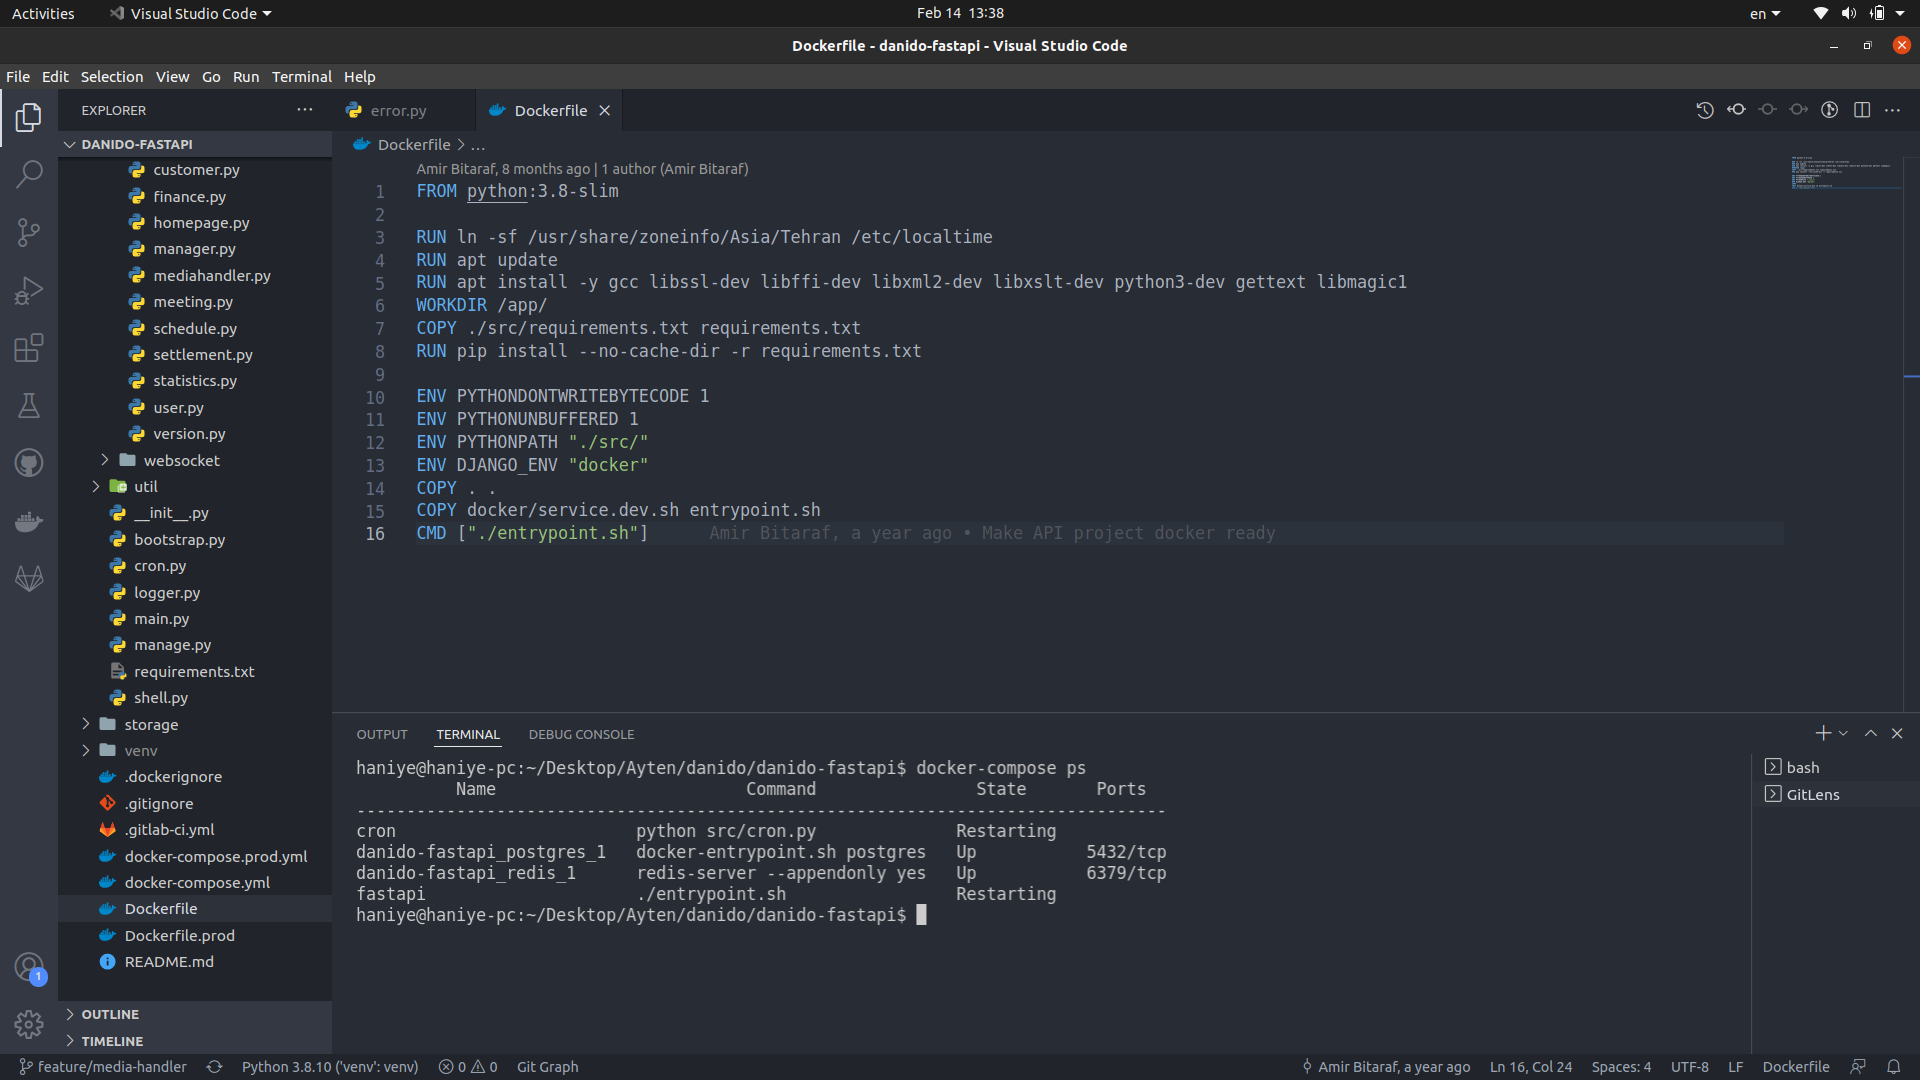 Activities
Visual Studio Code
Feb 14 13:38
en
Dockerfile - danido-fastapi - Visual Studio Code
File Edit Selection View Go Run Terminal Help
EXPLORER
DANIDO-FASTAPI
customer.py
finance.py
homepage.py
manager.py
mediahandler.py
meeting.py
schedule.py
settlement.py
statistics.py
user.py
version.py
websocket
util
__init__.py
bootstrap.py
cron.py
logger.py
main.py
manage.py
requirements.txt
shell.py
storage
venv
.dockerignore
.gitignore
.gitlab-ci.yml
docker-compose.prod.yml
docker-compose.yml
Dockerfile
Dockerfile.prod
README.md
OUTLINE
TIMELINE
1
error.py
Dockerfile
Dockerfile > ...
Amir Bitaraf, 8 months ago | 1 author (Amir Bitaraf)
1 FROM python:3.8-slim
2
3 RUN ln -sf /usr/share/zoneinfo/Asia/Tehran /etc/localtime
4 RUN apt update
5 RUN apt install -y gcc libssl-dev libffi-dev libxml2-dev libxslt-dev python3-dev gettext libmagic1
6 WORKDIR /app/
7 COPY ./src/requirements.txt requirements.txt
8 RUN pip install --no-cache-dir -r requirements.txt
9
10 ENV PYTHONDONTWRITEBYTECODE 1
11 ENV PYTHONUNBUFFERED 1
12 ENV PYTHONPATH "./src/"
13 ENV DJANGO_ENV "docker"
14 COPY . .
15 COPY docker/service.dev.sh entrypoint.sh
16 CMD ["./entrypoint.sh"] Amir Bitaraf, a year ago • Make API project docker ready
OUTPUT TERMINAL DEBUG CONSOLE
haniye@haniye-pc:~/Desktop/Ayten/danido/danido-fastapi$ docker-compose ps
Name Command State Ports
---------------------------------------------------------------------------------
cron python src/cron.py Restarting
danido-fastapi_postgres_1 docker-entrypoint.sh postgres Up 5432/tcp
danido-fastapi_redis_1 redis-server --appendonly yes Up 6379/tcp
fastapi ./entrypoint.sh Restarting
haniye@haniye-pc:~/Desktop/Ayten/danido/danido-fastapi$
bash
GitLens
feature/media-handler Python 3.8.10 ('venv': venv) 0 0 Git Graph Amir Bitaraf, a year ago Ln 16, Col 24 Spaces: 4 UTF-8 LF Dockerfile